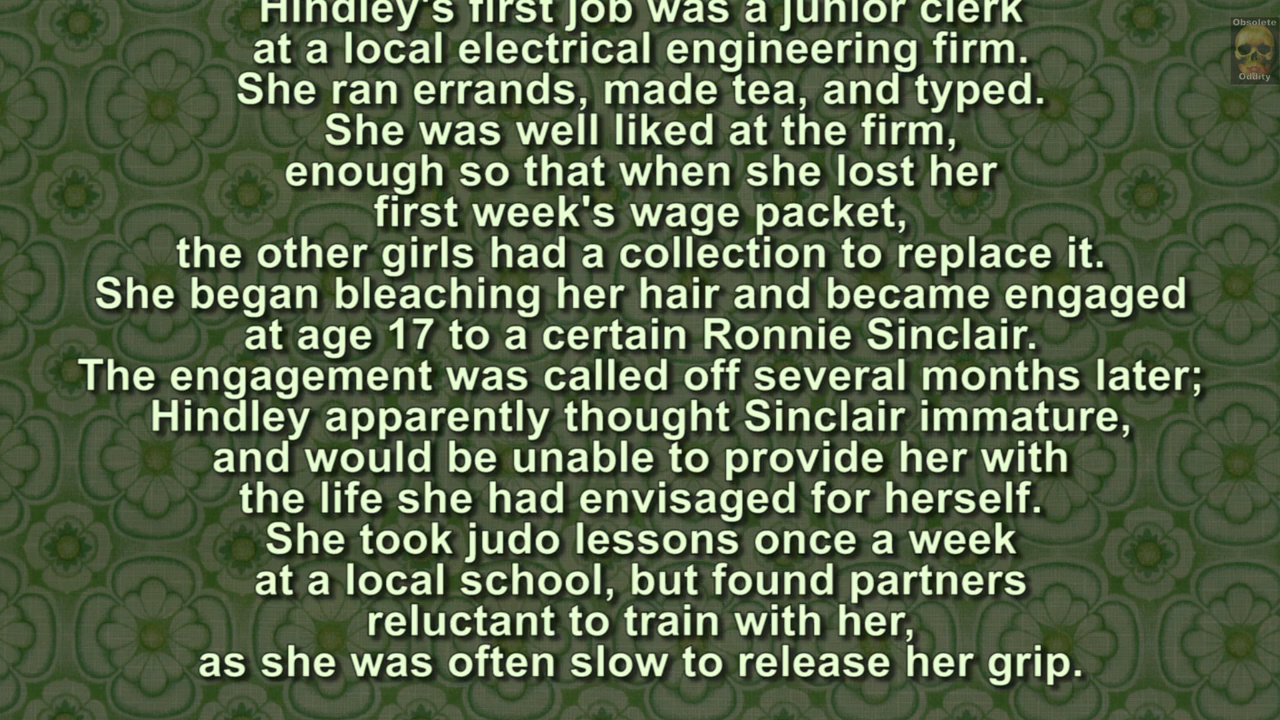 Hindley's first job was a junior clerk
at a local electrical engineering firm.
She ran errands, made tea, and typed.
She was well liked at the firm,
enough so that when she lost her
first week's wage packet,
the other girls had a collection to replace it.
She began bleaching her hair and became engaged
at age 17 to a certain Ronnie Sinclair.
The engagement was called off several months later;
Hindley apparently thought Sinclair immature,
and would be unable to provide her with
the life she had envisaged for herself.
She took judo lessons once a week
at a local school, but found partners
reluctant to train with her,
as she was often slow to release her grip.
Obsolete
Oddity